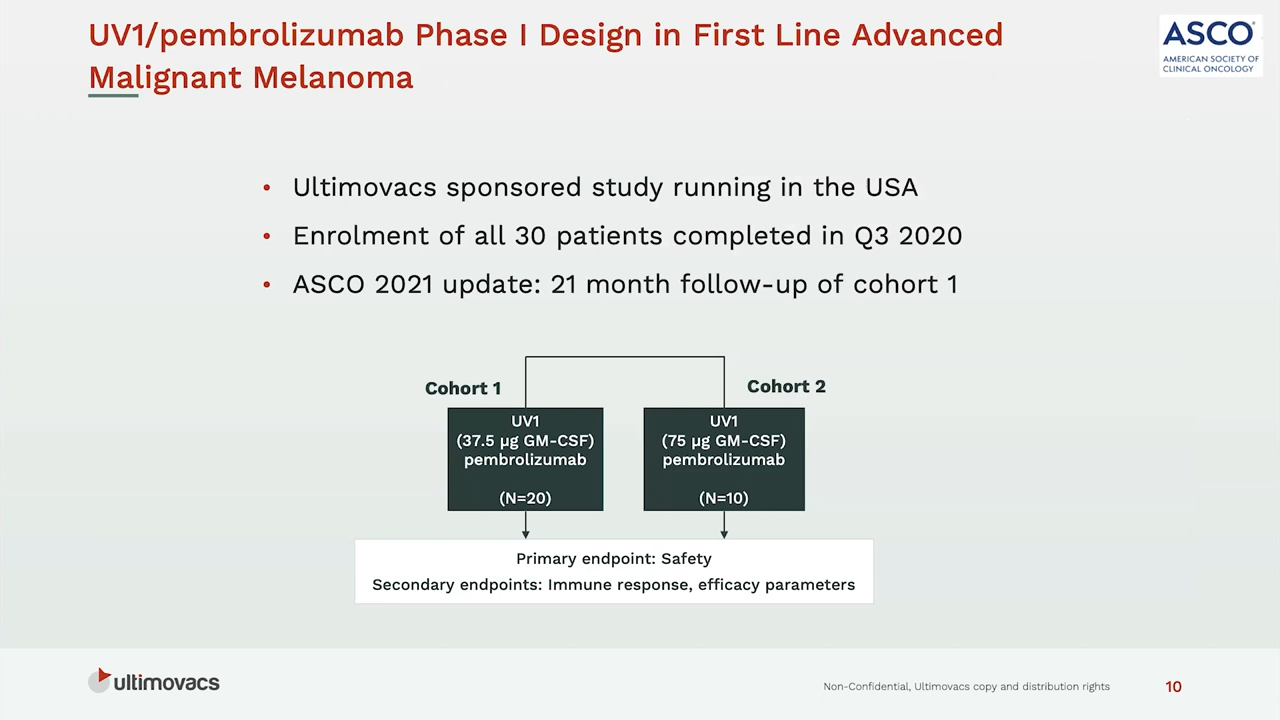 UV1/pembrolizumab Phase I Design in First Line Advanced
Malignant Melanoma
ASCO
AMERICAN SOCIETY OF
CLINICAL ONCOLOGY
• Ultimovacs sponsored study running in the USA
• Enrolment of all 30 patients completed in Q3 2020
• ASCO 2021 update: 21 month follow-up of cohort 1
Cohort 1
Cohort 2
UV1
(37.5 µg GM-CSF)
pembrolizumab
(N=20)
UV1
(75 µg GM-CSF)
pembrolizumab
(N=10)
Primary endpoint: Safety
Secondary endpoints: Immune response, efficacy parameters
ultimovacs
Non-Confidential, Ultimovacs copy and distribution rights
10